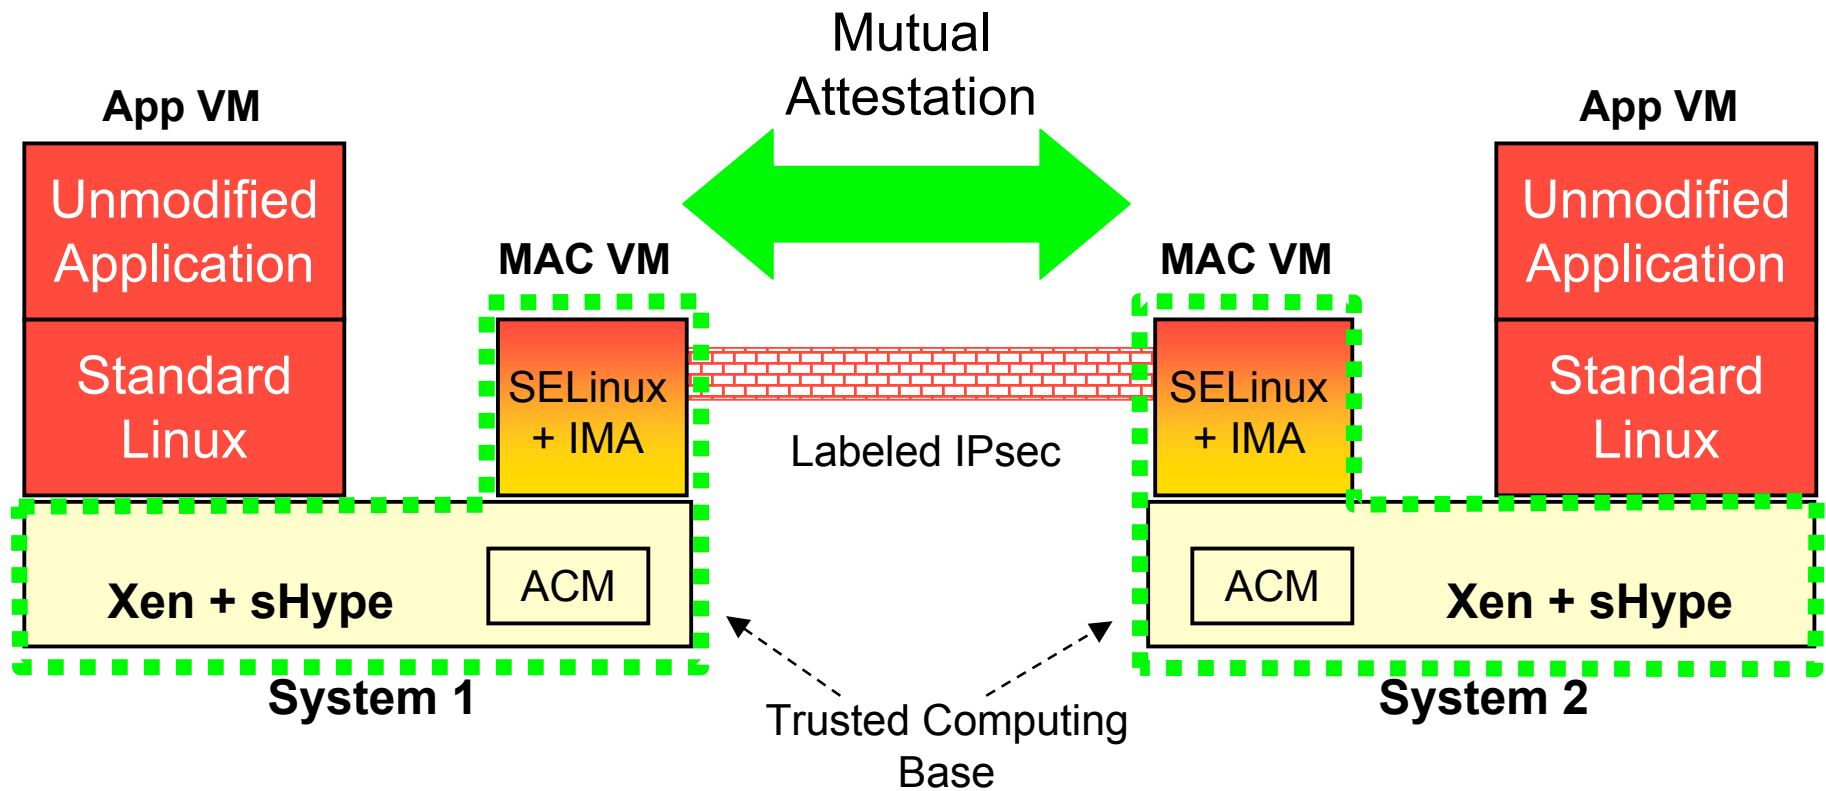 Mutual
Attestation
App VM
Unmodified
Application
Standard
Linux
MAC VM
SELinux
+ IMA
Xen + sHype
ACM
System 1
Labeled IPsec
App VM
Unmodified
Application
Standard
Linux
MAC VM
SELinux
+ IMA
ACM
Xen + sHype
System 2
Trusted Computing
Base